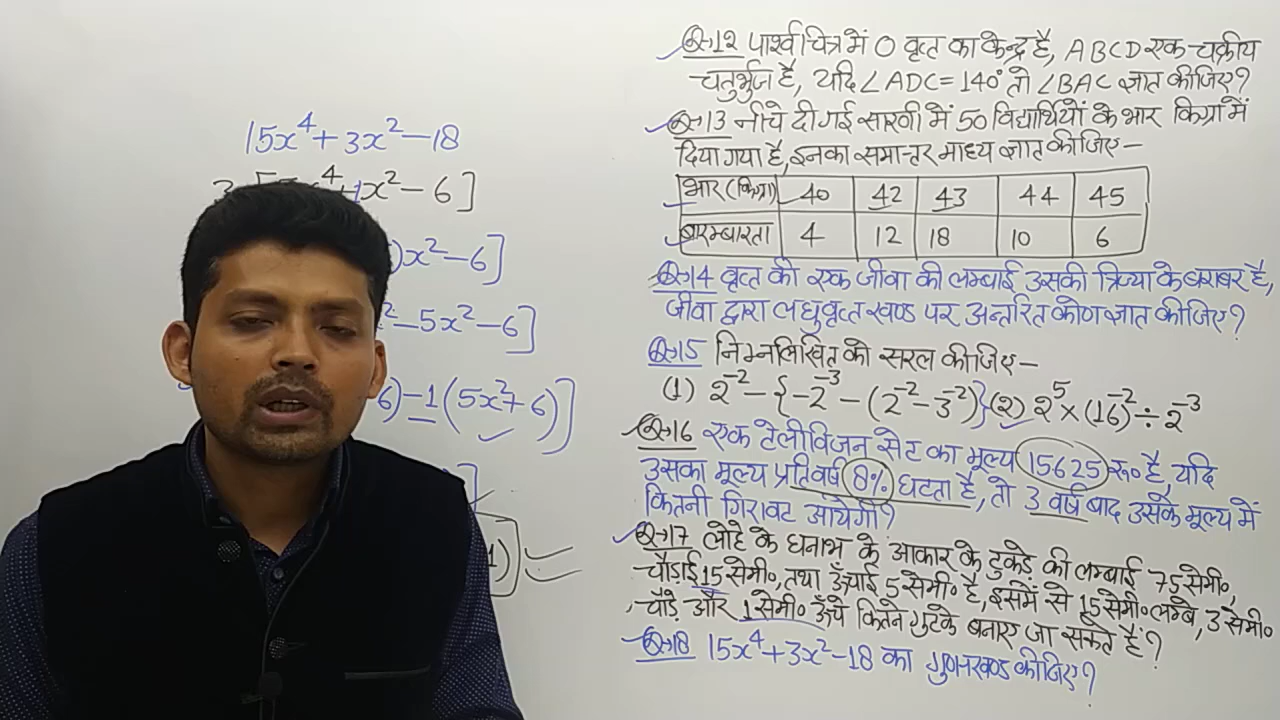 15x⁴+3x²-18
x⁴+1x²-6]
)x²-6]
x²-5x²-6]
6)-1(5x²+6)]
]
1)
Q-12 पार्श्व चित्र में O वृत्त का केन्द्र है, ABCD एक चक्रीय
चतुर्भुज है, यदि ∠ADC=140° तो ∠BAC ज्ञात कीजिए?
Q-13 नीचे दी गई सारणी में 50 विद्यार्थियों के भार किग्रा में
दिया गया है, इनका समान्तर माध्य ज्ञात कीजिए-
भार(किग्रा) 40 42 43 44 45
बारम्बारता 4 12 18 10 6
Q-14 वृत्त की एक जीवा की लम्बाई उसकी त्रिज्या के बराबर है,
जीवा द्वारा लघुवृत्त खण्ड पर अन्तरित कोण ज्ञात कीजिए?
Q-15 निम्नलिखित को सरल कीजिए-
(1) 2⁻²-{-2⁻³-(2⁻²-3⁻²)} (2) 2⁵×(16)⁻²÷2⁻³
Q-16 एक टेलीविजन सेट का मूल्य 15625 रु० है, यदि
उसका मूल्य प्रतिवर्ष 8% घटता है, तो 3 वर्ष बाद उसके मूल्य में
कितनी गिरावट आयेगी?
Q-17 लोहे के घनाभ के आकार के टुकड़े की लम्बाई 75 सेमी०,
चौडाई 15 सेमी०, तथा ऊँचाई 5 सेमी० है, इसमें से 15 सेमी० लम्बे, 3 सेमी०
चौड़े और 1 सेमी० ऊँचे कितने गुटके बनाए जा सकते हैं?
Q-18 15x⁴+3x²-18 का गुणनखण्ड कीजिए?